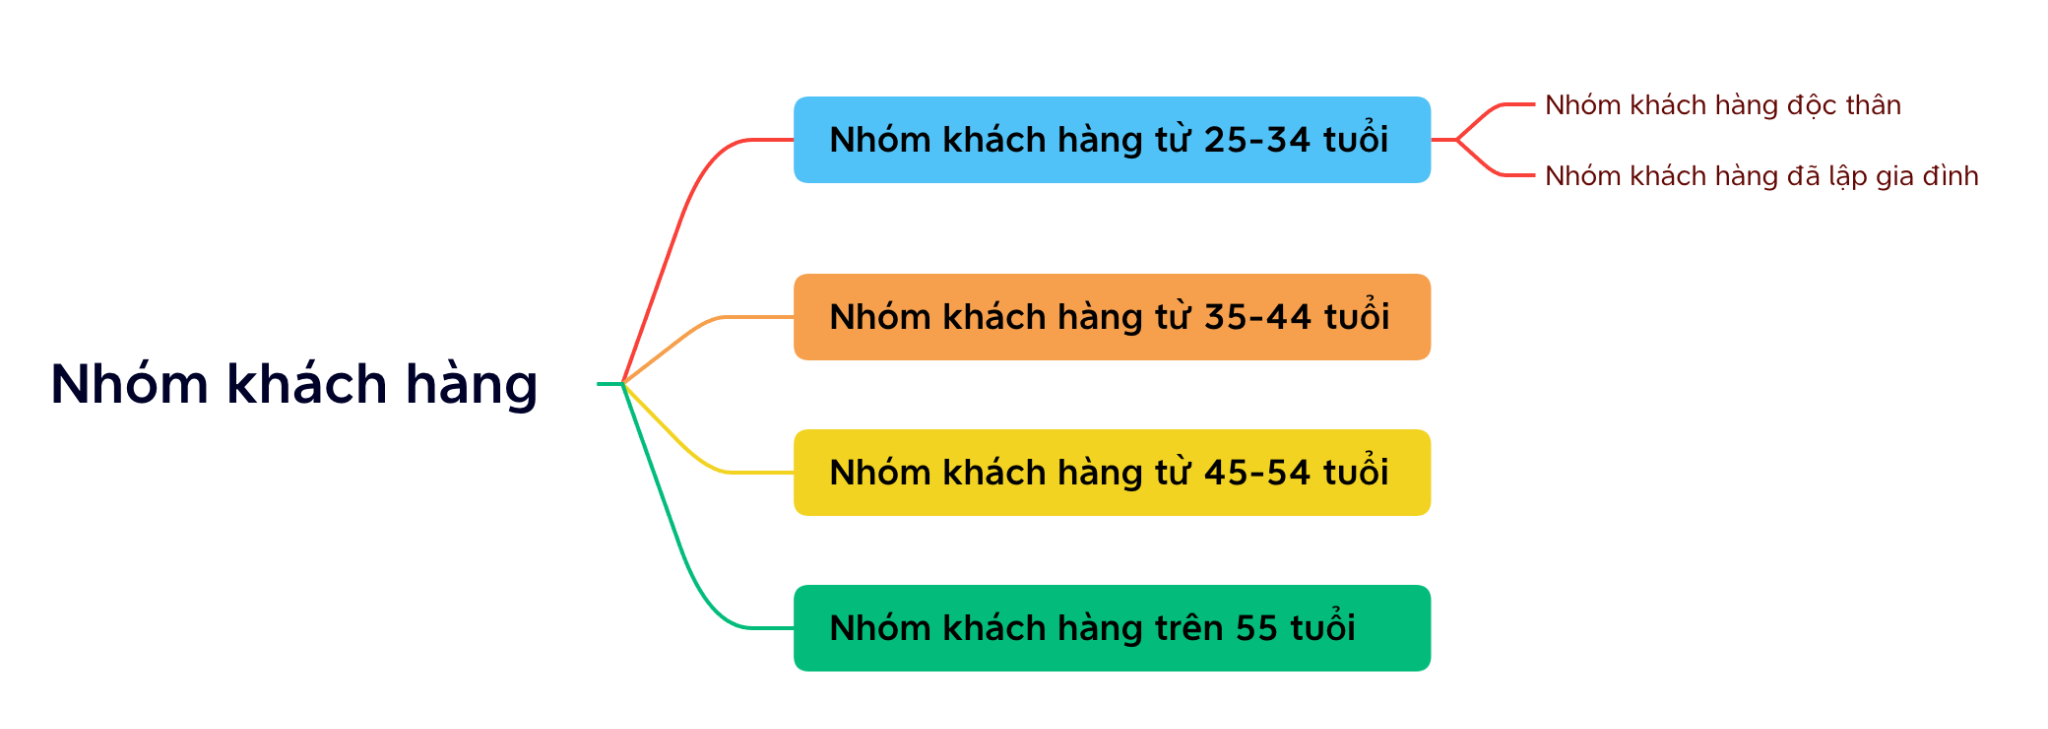 Nhóm khách hàng
Nhóm khách hàng từ 25-34 tuổi
Nhóm khách hàng độc thân
Nhóm khách hàng đã lập gia đình
Nhóm khách hàng từ 35-44 tuổi
Nhóm khách hàng từ 45-54 tuổi
Nhóm khách hàng trên 55 tuổi